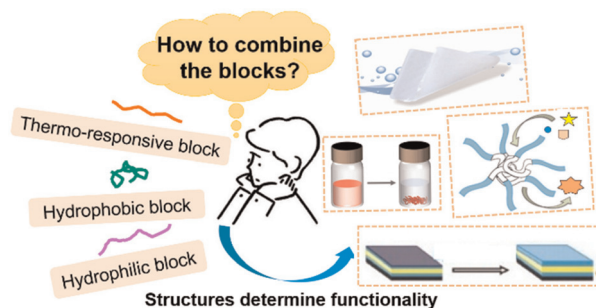 How to combine
the blocks?
Thermo-responsive block
Hydrophobic block
Hydrophilic block
Structures determine functionality